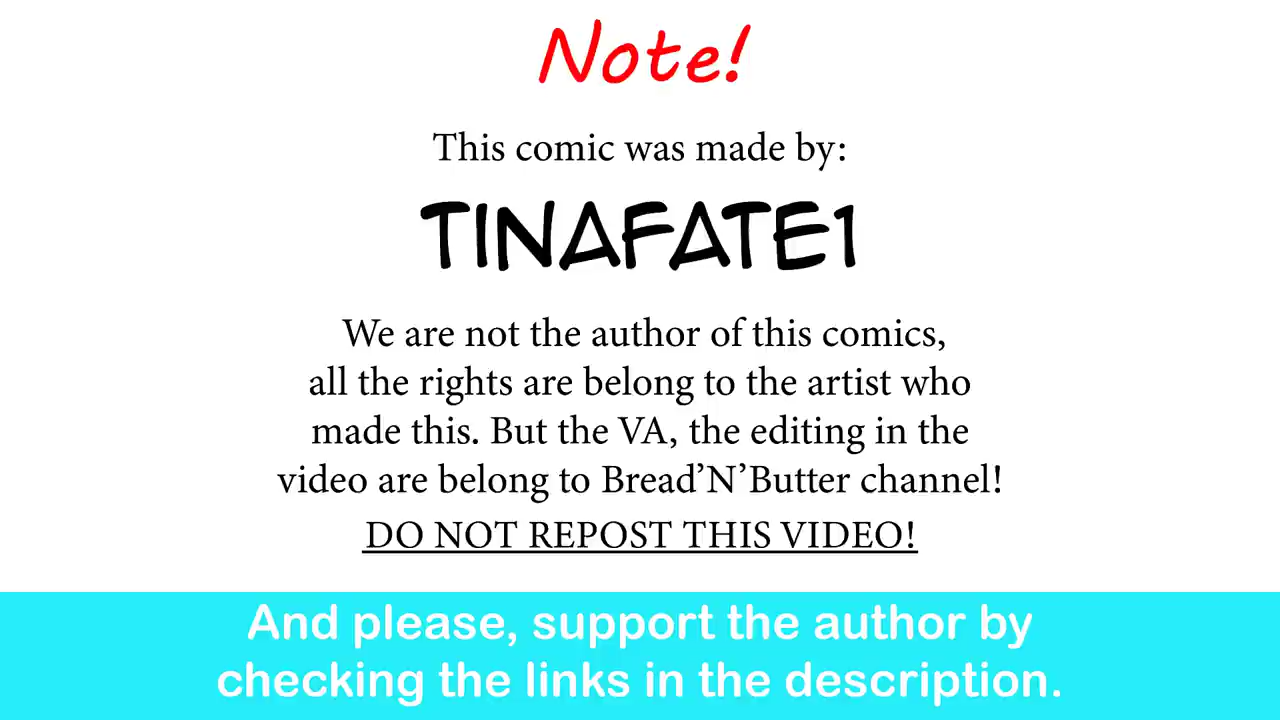 Note!
This comic was made by:
TINAFATE1
We are not the author of this comics,
all the rights are belong to the artist who
made this. But the VA, the editing in the
video are belong to Bread’N’Butter channel!
DO NOT REPOST THIS VIDEO!
And please, support the author by
checking the links in the description.